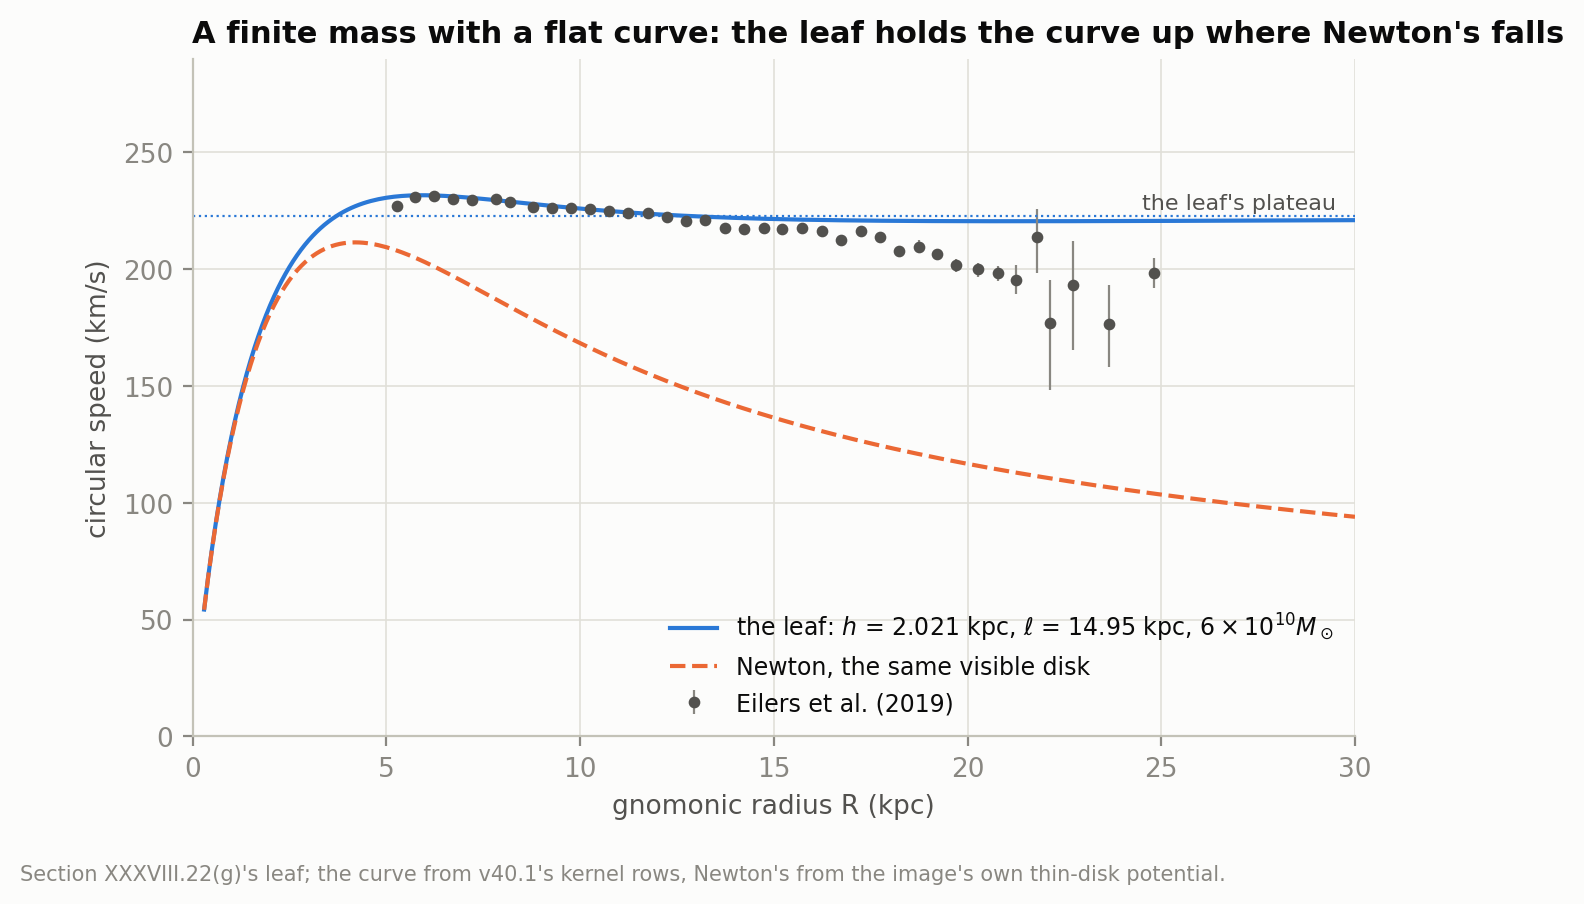 A finite mass with a flat curve: the leaf holds the curve up where Newton's falls
250
200
150
100
50
0
circular speed (km/s)
the leaf's plateau
the leaf: h = 2.021 kpc, ℓ = 14.95 kpc, 6 × 10¹⁰M⊙
Newton, the same visible disk
Eilers et al. (2019)
0 5 10 15 20 25 30
gnomonic radius R (kpc)
Section XXXVIII.22(g)'s leaf; the curve from v40.1's kernel rows, Newton's from the image's own thin-disk potential.